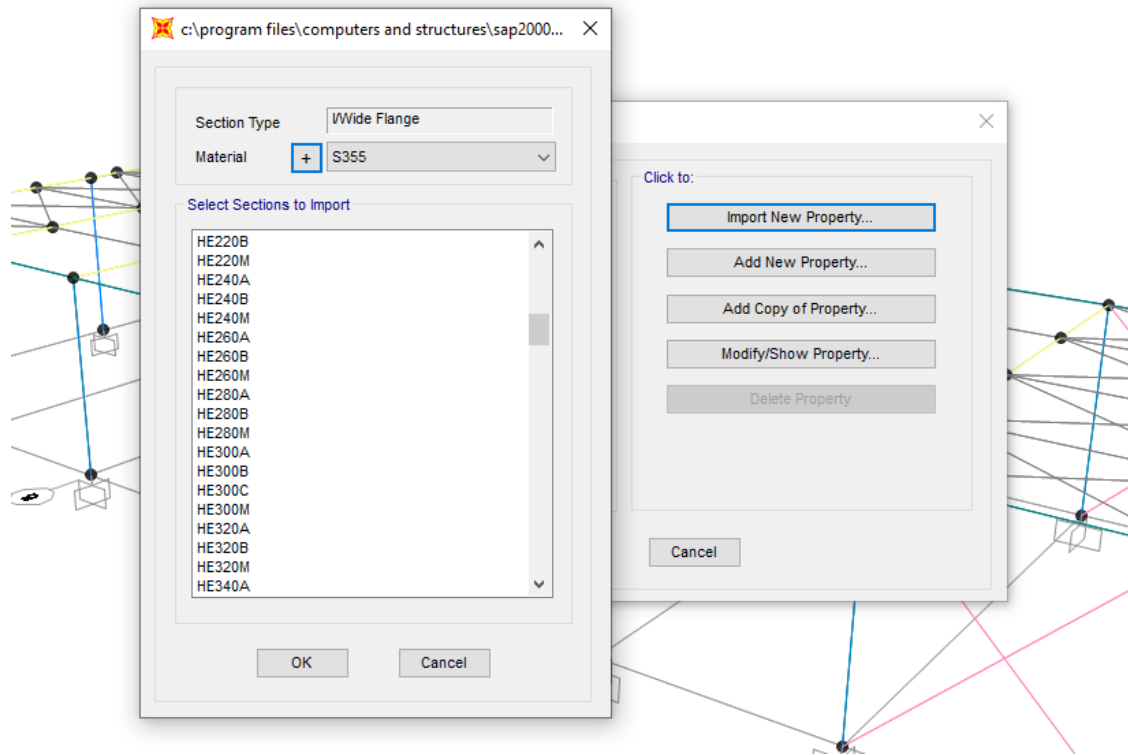 c:\program files\computers and structures\sap2000...
Section Type
I/Wide Flange
Material
+
S355
Select Sections to Import
HE220B
HE220M
HE240A
HE240B
HE240M
HE260A
HE260B
HE260M
HE280A
HE280B
HE280M
HE300A
HE300B
HE300C
HE300M
HE320A
HE320B
HE320M
HE340A
OK
Cancel
Click to:
Import New Property...
Add New Property...
Add Copy of Property...
Modify/Show Property...
Delete Property
Cancel